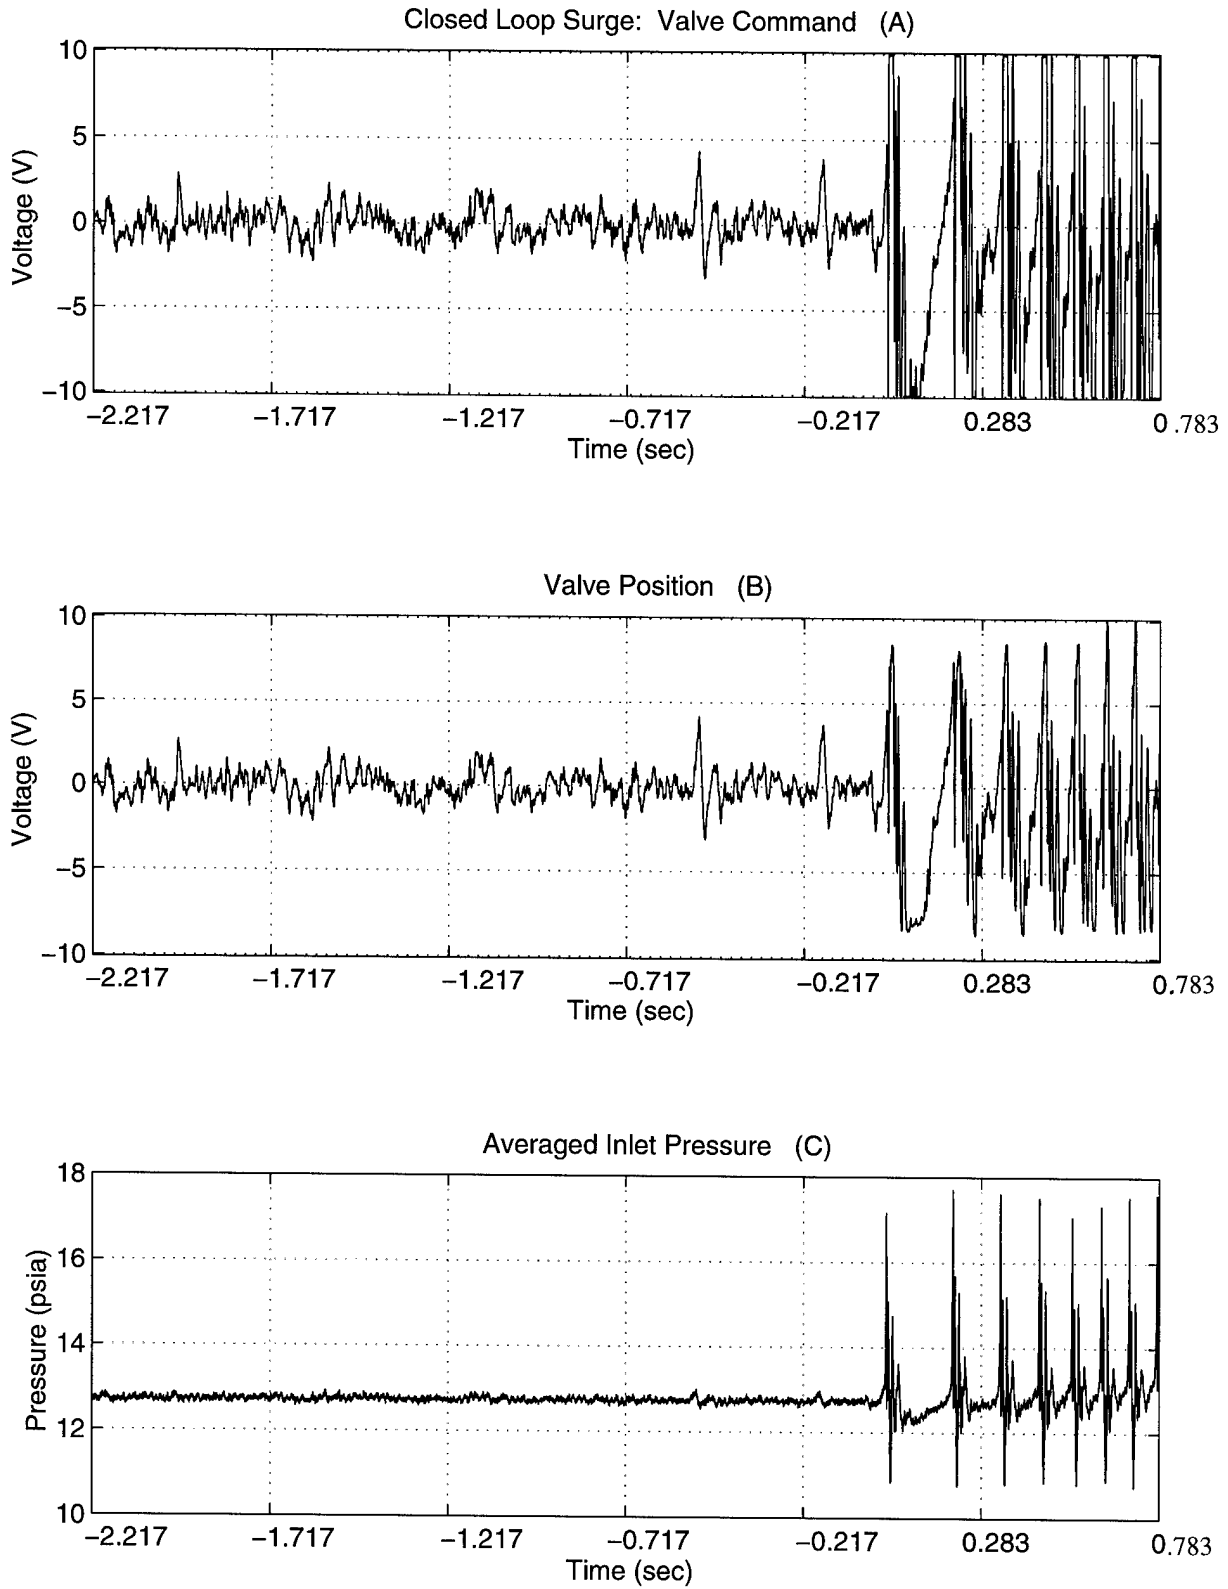 Closed Loop Surge: Valve Command (A)
10
5
0
−5
−10
Voltage (V)
−2.217 −1.717 −1.217 −0.717 −0.217 0.283 0.783
Time (sec)
Valve Position (B)
10
5
0
−5
−10
Voltage (V)
−2.217 −1.717 −1.217 −0.717 −0.217 0.283 0.783
Time (sec)
Averaged Inlet Pressure (C)
18
16
14
12
10
Pressure (psia)
−2.217 −1.717 −1.217 −0.717 −0.217 0.283 0.783
Time (sec)